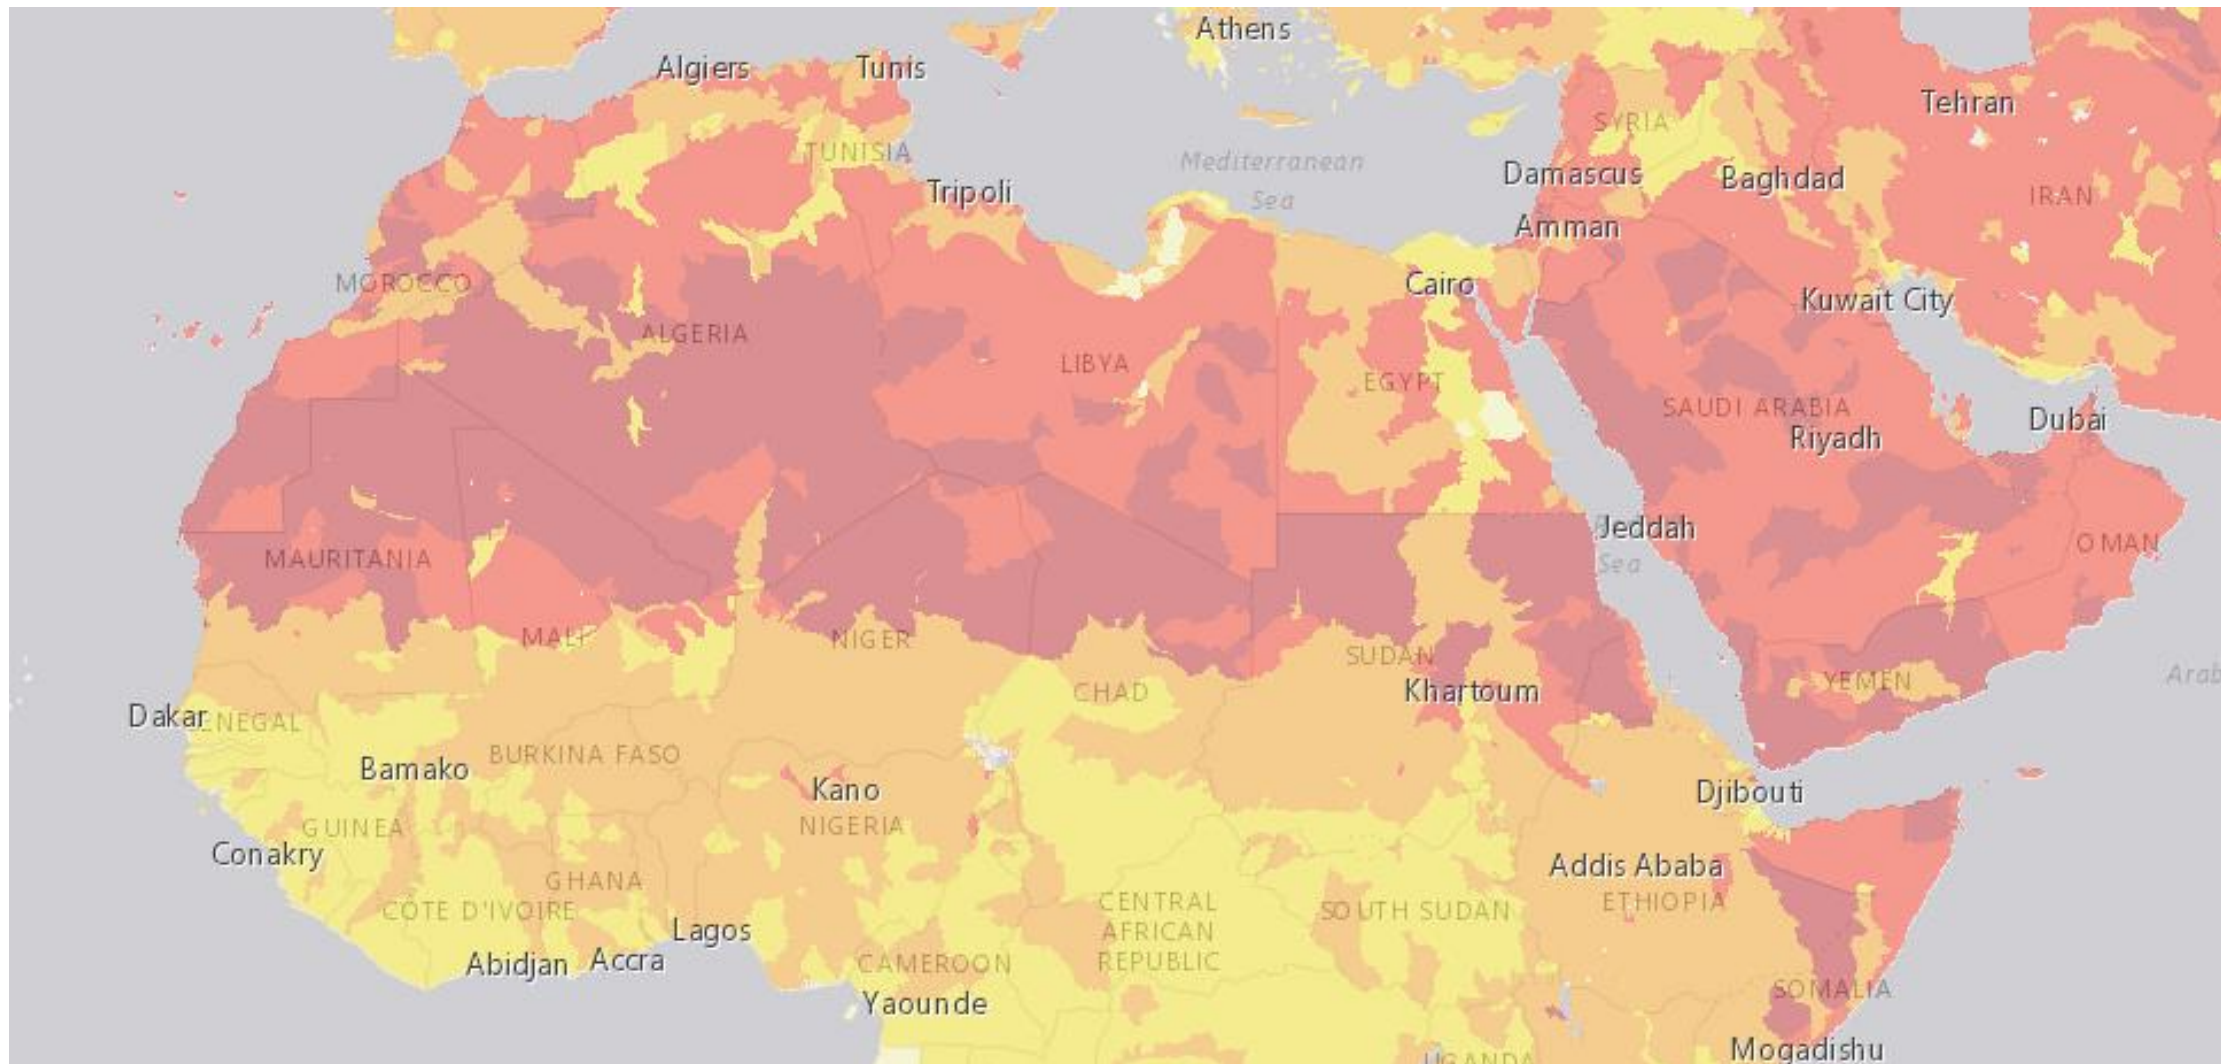 Athens
Algiers
Tunis
Tehran
SYRIA
TUNISIA
Mediterranean
Sea
Damascus
Baghdad
Tripoli
IRAN
Amman
MOROCCO
Cairo
Kuwait City
ALGERIA
LIBYA
EGYPT
SAUDI ARABIA
Riyadh
Dubai
Jeddah
Sea
OMAN
MAURITANIA
MALI
NIGER
SUDAN
CHAD
Khartoum
YEMEN
Arab
Dakar
ENEGAL
BURKINA FASO
Bamako
Kano
Djibouti
NIGERIA
GUINEA
Conakry
Addis Ababa
GHANA
ETHIOPIA
CÔTE D'IVOIRE
CENTRAL
AFRICAN
REPUBLIC
SOUTH SUDAN
Lagos
Abidjan
Accra
CAMEROON
Yaounde
SOMALIA
Mogadishu
UGANDA